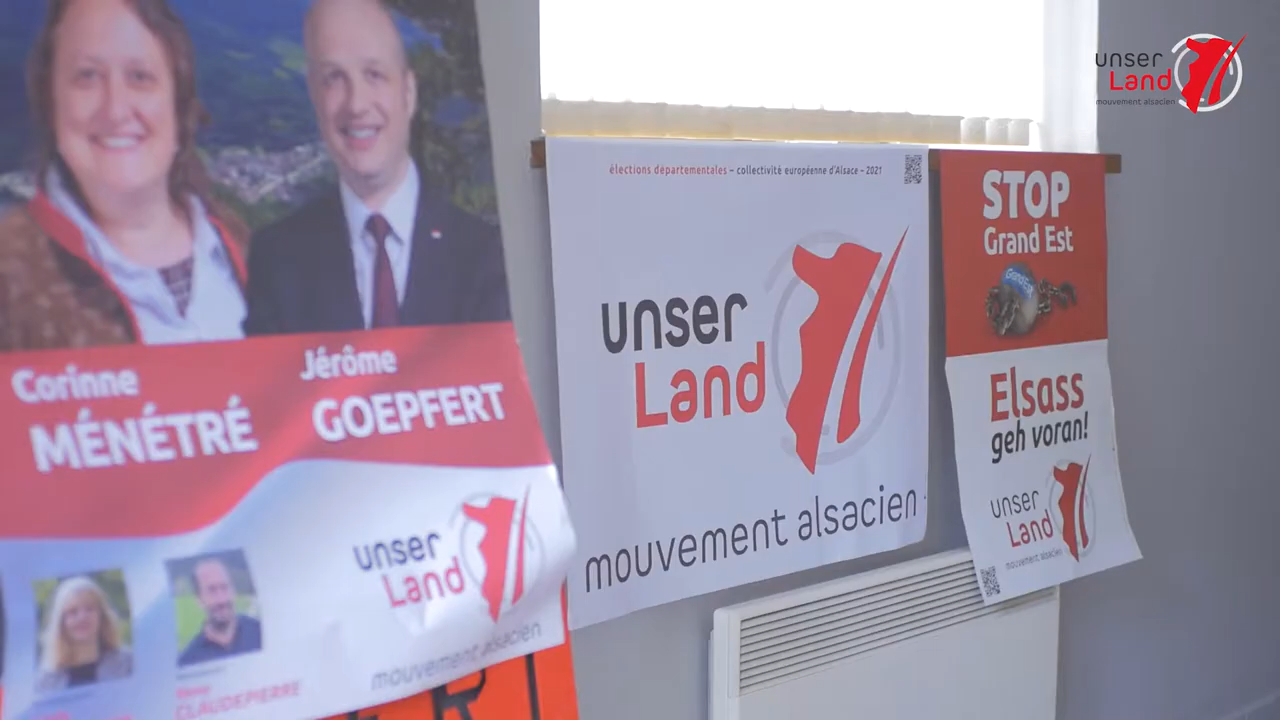 Corinne
MÉNÉTRÉ
Jérôme
GOEPFERT
unser
Land
mouvement alsacien
CLAUDEPIERRE
élections départementales – collectivité européenne d'Alsace – 2021
unser
Land
mouvement alsacien
STOP
Grand Est
Elsass
geh voran!
unser
Land
mouvement alsacien
unser
Land
mouvement alsacien